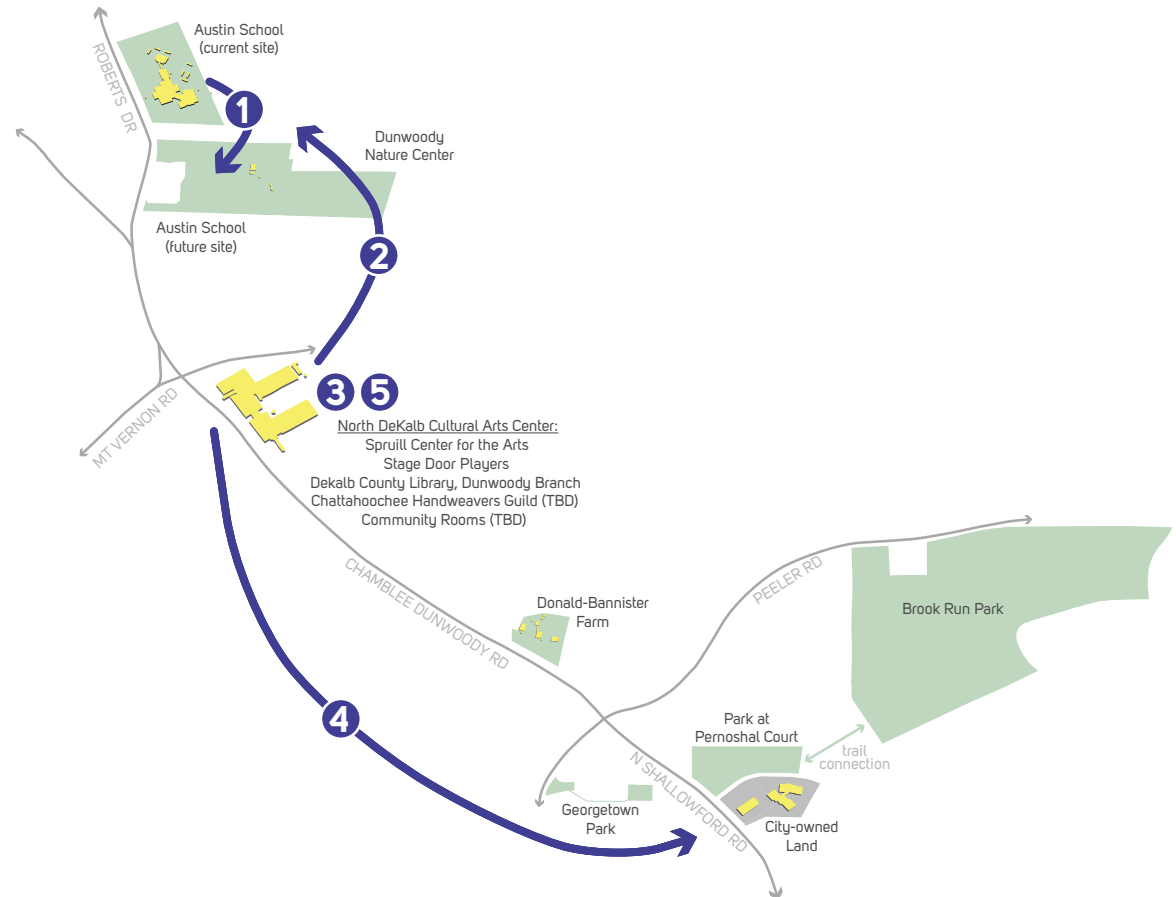 Austin School
(current site)
ROBERTS DR
1
Dunwoody
Nature Center
Austin School
(future site)
2
MT VERNON RD
3 5
North DeKalb Cultural Arts Center:
Spruill Center for the Arts
Stage Door Players
Dekalb County Library, Dunwoody Branch
Chattahoochee Handweavers Guild (TBD)
Community Rooms (TBD)
CHAMBLEE DUNWOODY RD
PEELER RD
Donald-Bannister
Farm
Brook Run Park
4
Park at
Pernoshal Court
trail
connection
N SHALLOWFORD RD
Georgetown
Park
City-owned
Land